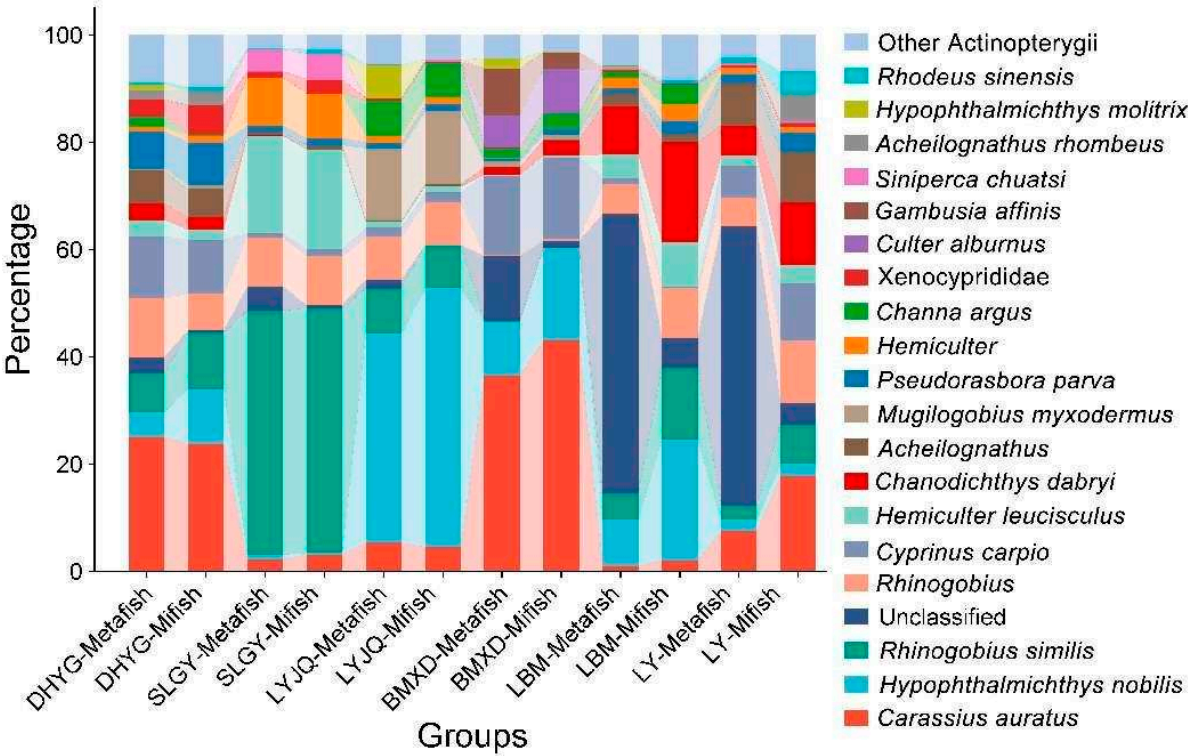 100
80
60
40
20
0
Percentage
DHYG-Metafish
DHYG-Mifish
SLGY-Metafish
SLGY-Mifish
LYJQ-Metafish
LYJQ-Mifish
BMXD-Metafish
BMXD-Mifish
LBM-Metafish
LBM-Mifish
LY-Metafish
LY-Mifish
Groups
Other Actinopterygii
Rhodeus sinensis
Hypophthalmichthys molitrix
Acheilognathus rhombeus
Siniperca chuatsi
Gambusia affinis
Culter alburnus
Xenocyprididae
Channa argus
Hemiculter
Pseudorasbora parva
Mugilogobius myxodermus
Acheilognathus
Chanodichthys dabryi
Hemiculter leucisculus
Cyprinus carpio
Rhinogobius
Unclassified
Rhinogobius similis
Hypophthalmichthys nobilis
Carassius auratus